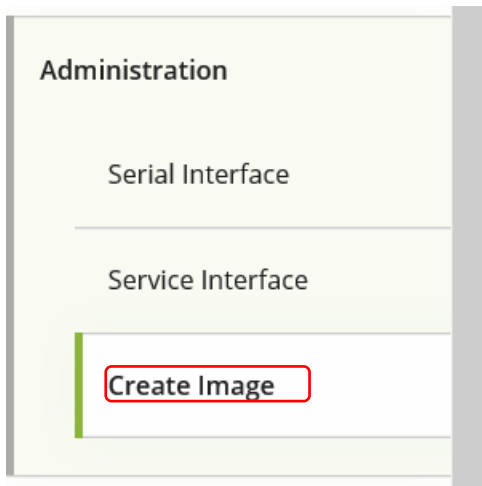 Administration
Serial Interface
Service Interface
Create Image